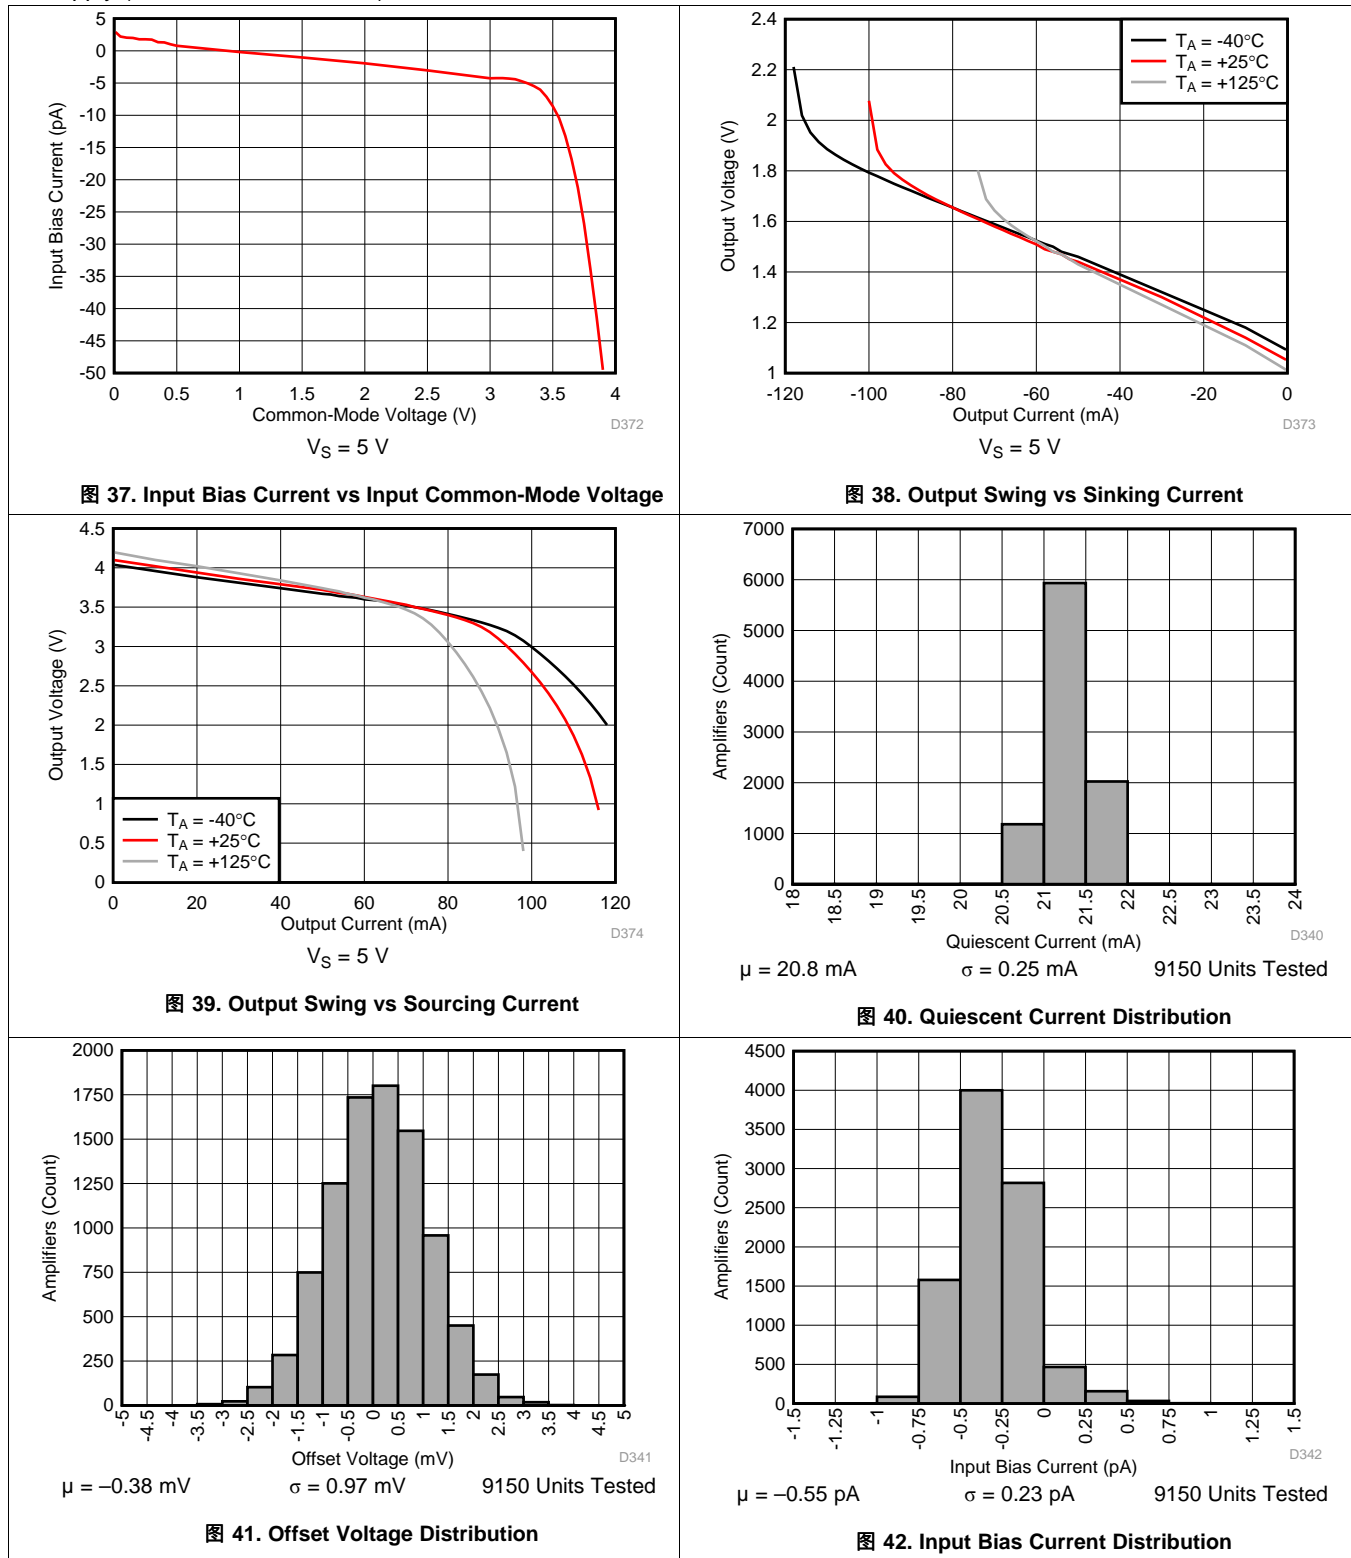 5
0
-5
-10
-15
-20
-25
-30
-35
-40
-45
-50
Input Bias Current (pA)
0 0.5 1 1.5 2 2.5 3 3.5 4
Common-Mode Voltage (V)
D372
V_S = 5 V
图 37. Input Bias Current vs Input Common-Mode Voltage
2.4
2.2
2
1.8
1.6
1.4
1.2
1
Output Voltage (V)
T_A = -40°C
T_A = +25°C
T_A = +125°C
-120 -100 -80 -60 -40 -20 0
Output Current (mA)
D373
V_S = 5 V
图 38. Output Swing vs Sinking Current
4.5
4
3.5
3
2.5
2
1.5
1
0.5
0
Output Voltage (V)
T_A = -40°C
T_A = +25°C
T_A = +125°C
0 20 40 60 80 100 120
Output Current (mA)
D374
V_S = 5 V
图 39. Output Swing vs Sourcing Current
7000
6000
5000
4000
3000
2000
1000
0
Amplifiers (Count)
18 18.5 19 19.5 20 20.5 21 21.5 22 22.5 23 23.5 24
Quiescent Current (mA)
D340
μ = 20.8 mA σ = 0.25 mA 9150 Units Tested
图 40. Quiescent Current Distribution
2000
1750
1500
1250
1000
750
500
250
0
Amplifiers (Count)
-5 -4.5 -4 -3.5 -3 -2.5 -2 -1.5 -1 -0.5 0 0.5 1 1.5 2 2.5 3 3.5 4 4.5 5
Offset Voltage (mV)
D341
μ = –0.38 mV σ = 0.97 mV 9150 Units Tested
图 41. Offset Voltage Distribution
4500
4000
3500
3000
2500
2000
1500
1000
500
0
Amplifiers (Count)
-1.5 -1.25 -1 -0.75 -0.5 -0.25 0 0.25 0.5 0.75 1 1.25 1.5
Input Bias Current (pA)
D342
μ = –0.55 pA σ = 0.23 pA 9150 Units Tested
图 42. Input Bias Current Distribution